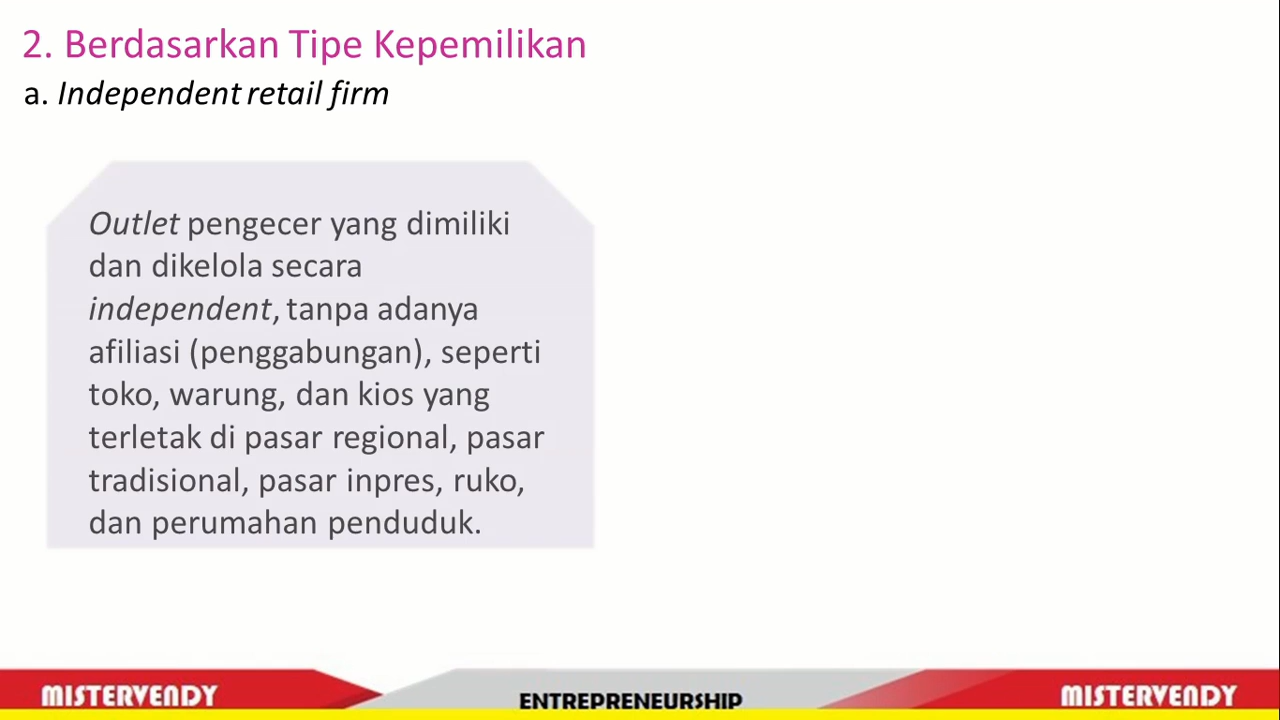 2. Berdasarkan Tipe Kepemilikan
a. Independent retail firm
Outlet pengecer yang dimiliki
dan dikelola secara
independent, tanpa adanya
afiliasi (penggabungan), seperti
toko, warung, dan kios yang
terletak di pasar regional, pasar
tradisional, pasar inpres, ruko,
dan perumahan penduduk.
MISTERVENDY
ENTREPRENEURSHIP
MISTERVENDY